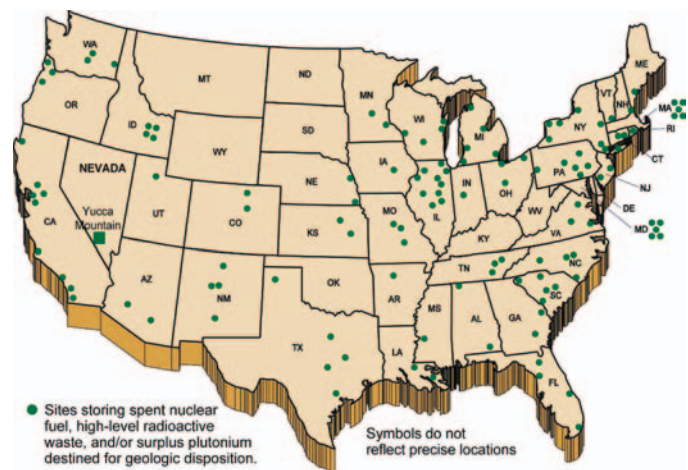 WA
MT
ND
MN
ME
VT
NH
MA
RI
CT
NJ
DE
MD
OR
ID
WY
SD
WI
MI
NY
NEVADA
Yucca
Mountain
CA
UT
CO
NE
KS
IA
MO
IL
IN
OH
PA
WV
VA
KY
TN
NC
SC
AZ
NM
OK
AR
TX
LA
MS
AL
GA
FL
Sites storing spent nuclear
fuel, high-level radioactive
waste, and/or surplus plutonium
destined for geologic disposition.
Symbols do not
reflect precise locations